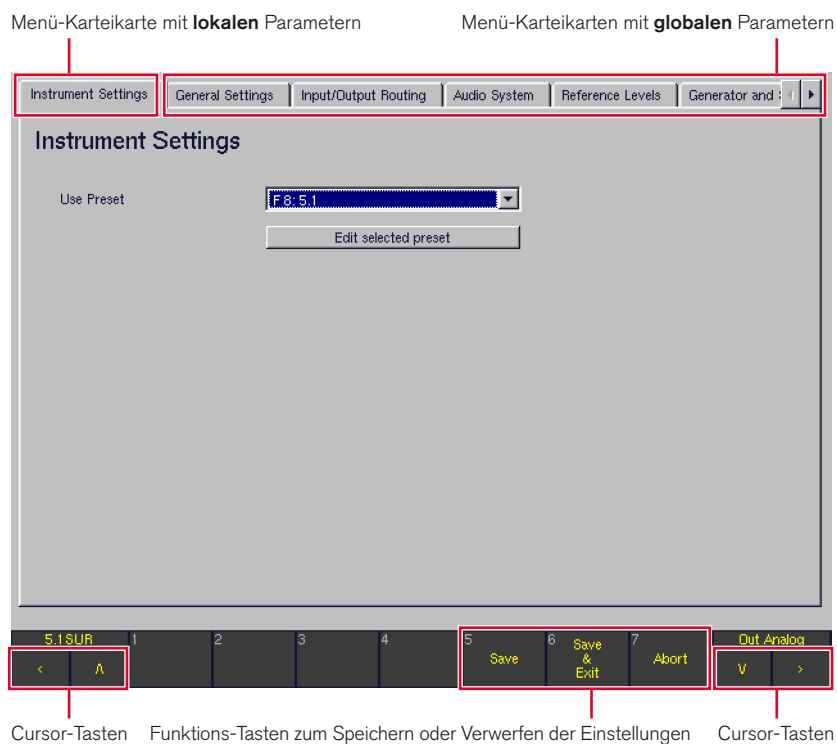 Menü-Karteikarte mit lokalen Parametern
Menü-Karteikarten mit globalen Parametern
Instrument Settings
General Settings
Input/Output Routing
Audio System
Reference Levels
Generator and
Instrument Settings
Use Preset
F 8: 5.1
Edit selected preset
5.1SUR
1
2
3
4
5
6
7
Out Analog
<
Λ
Save
Save
&
Exit
Abort
V
>
Cursor-Tasten
Funktions-Tasten zum Speichern oder Verwerfen der Einstellungen
Cursor-Tasten